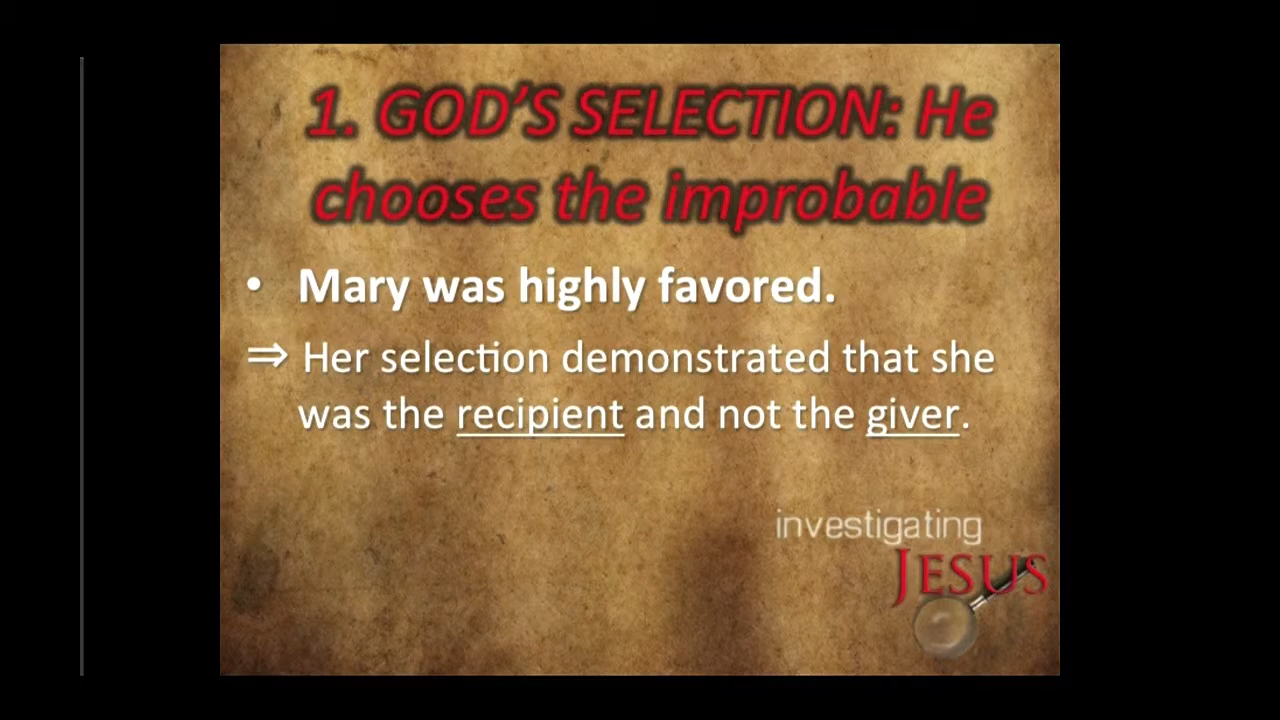 1. GOD'S SELECTION: He
chooses the improbable
• Mary was highly favored.
⇒ Her selection demonstrated that she
was the recipient and not the giver.
investigating
JESUS